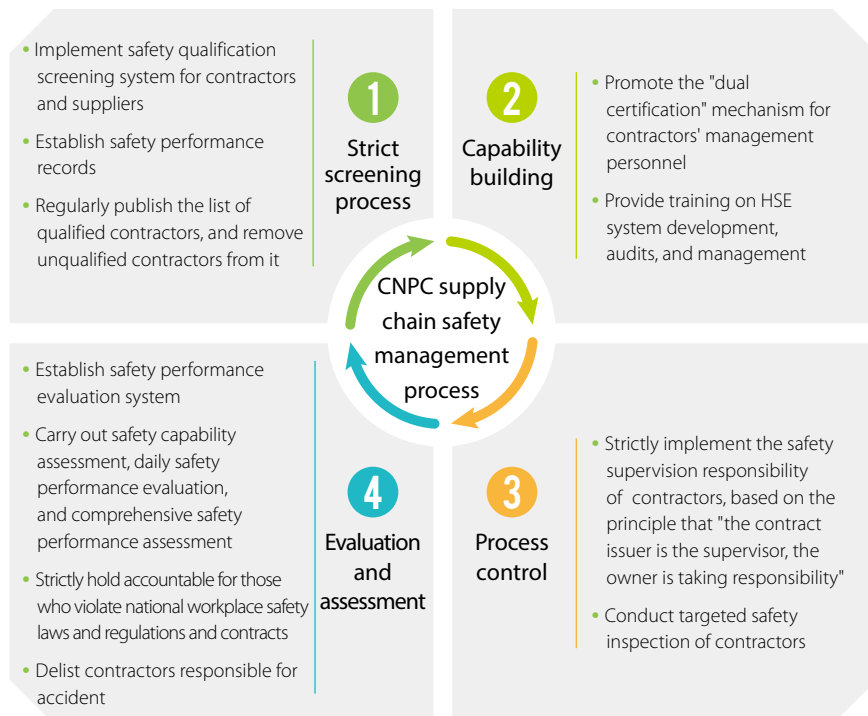 • Implement safety qualification
screening system for contractors
and suppliers
• Establish safety performance
records
• Regularly publish the list of
qualified contractors, and remove
unqualified contractors from it
1
Strict
screening
process
2
Capability
building
• Promote the "dual
certification" mechanism for
contractors' management
personnel
• Provide training on HSE
system development,
audits, and management
CNPC supply
chain safety
management
process
• Establish safety performance
evaluation system
• Carry out safety capability
assessment, daily safety
performance evaluation,
and comprehensive safety
performance assessment
• Strictly hold accountable for those
who violate national workplace safety
laws and regulations and contracts
• Delist contractors responsible for
accident
4
Evaluation
and
assessment
3
Process
control
• Strictly implement the safety
supervision responsibility
of contractors, based on the
principle that "the contract
issuer is the supervisor, the
owner is taking responsibility"
• Conduct targeted safety
inspection of contractors